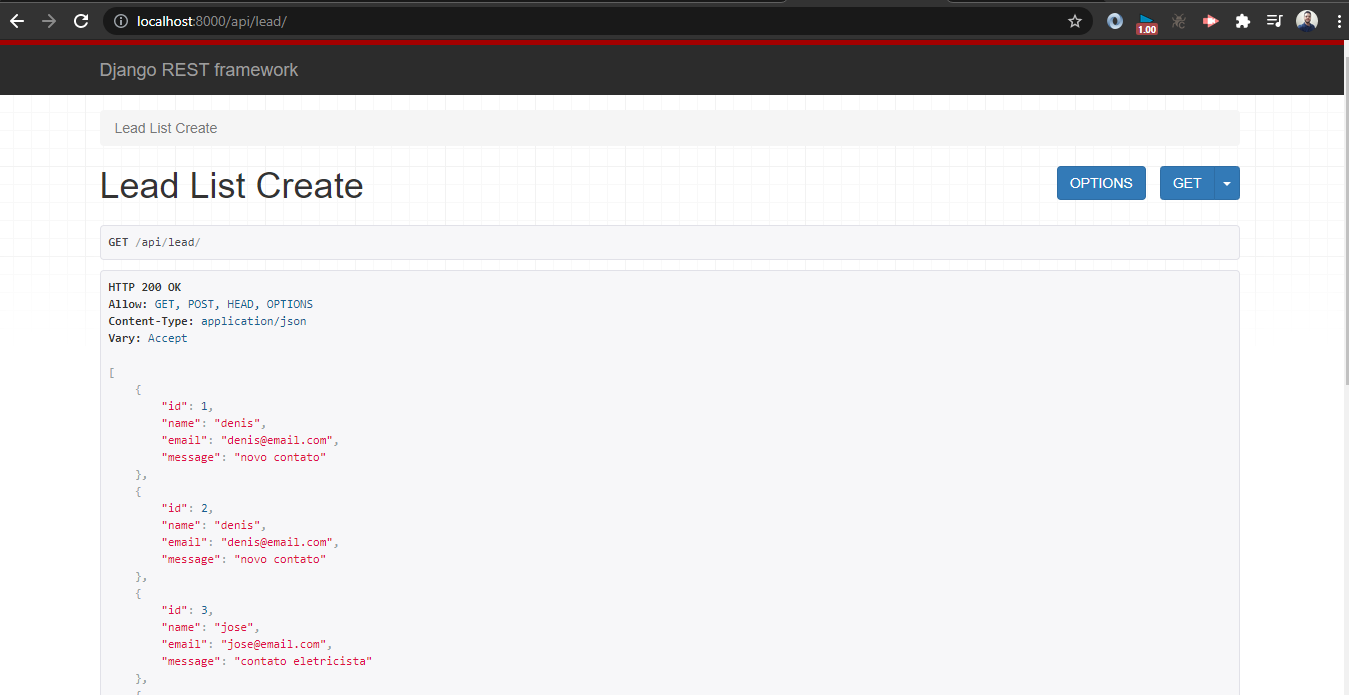 localhost:8000/api/lead/
1.00
Django REST framework
Lead List Create
Lead List Create
OPTIONS
GET
GET /api/lead/
HTTP 200 OK
Allow: GET, POST, HEAD, OPTIONS
Content-Type: application/json
Vary: Accept
[
{
"id": 1,
"name": "denis",
"email": "denis@email.com",
"message": "novo contato"
},
{
"id": 2,
"name": "denis",
"email": "denis@email.com",
"message": "novo contato"
},
{
"id": 3,
"name": "jose",
"email": "jose@email.com",
"message": "contato eletricista"
},
{